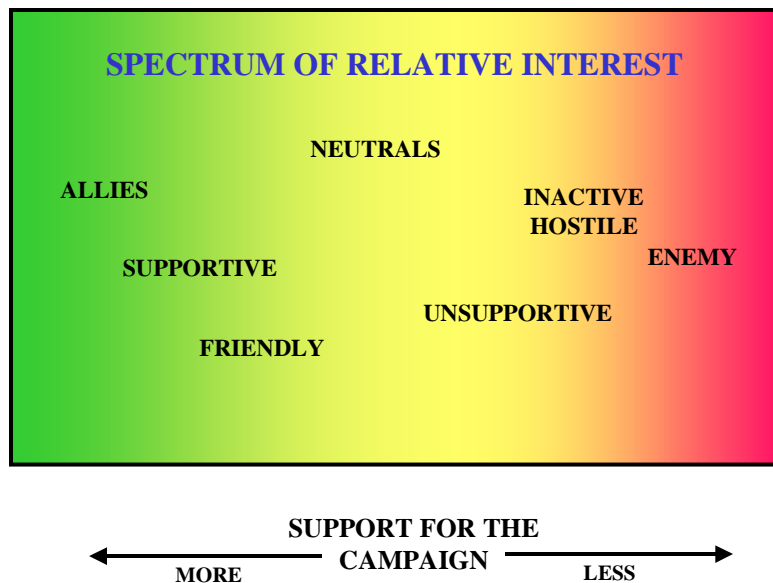 SPECTRUM OF RELATIVE INTEREST
NEUTRALS
ALLIES
INACTIVE
HOSTILE
ENEMY
SUPPORTIVE
UNSUPPORTIVE
FRIENDLY
SUPPORT FOR THE
CAMPAIGN
MORE
LESS